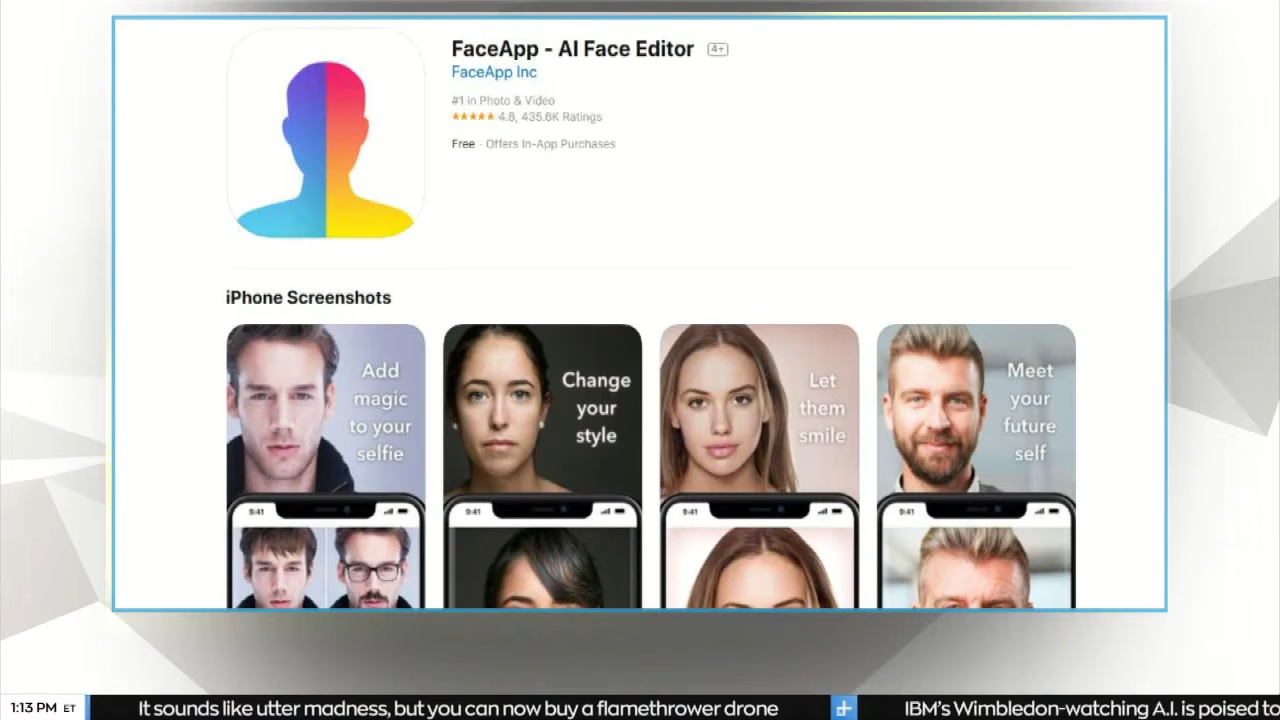 FaceApp - AI Face Editor 4+
FaceApp Inc
#1 in Photo & Video
★★★★★ 4.8, 435.6K Ratings
Free · Offers In-App Purchases
iPhone Screenshots
Add
magic
to your
selfie
Change
your
style
Let
them
smile
Meet
your
future
self
9:41
9:41
9:41
9:41
1:13 PM ET
It sounds like utter madness, but you can now buy a flamethrower drone
IBM's Wimbledon-watching A.I. is poised to